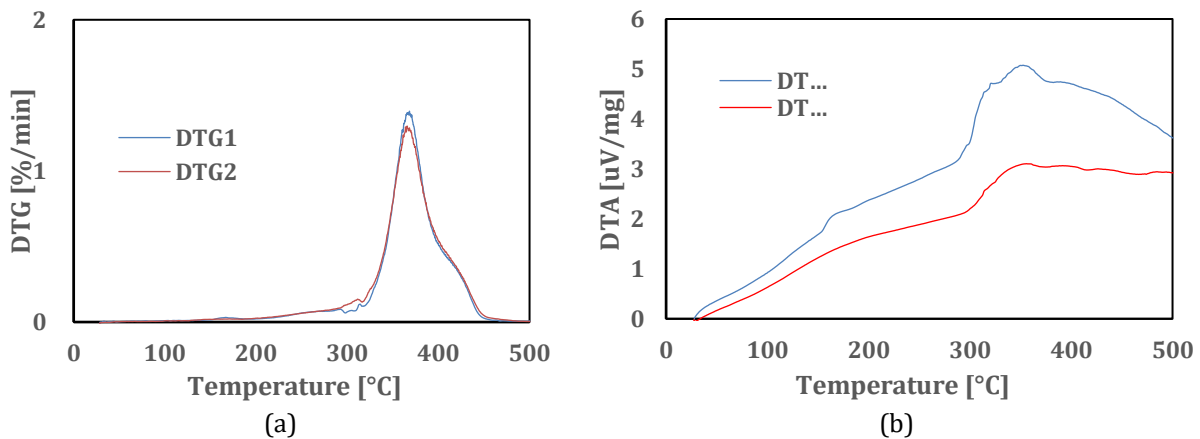 2
1
0
DTG [%/min]
DTG1
DTG2
0 100 200 300 400 500
Temperature [°C]
(a)
6
5
4
3
2
1
0
DTA [uV/mg]
DT...
DT...
0 100 200 300 400 500
Temperature [°C]
(b)